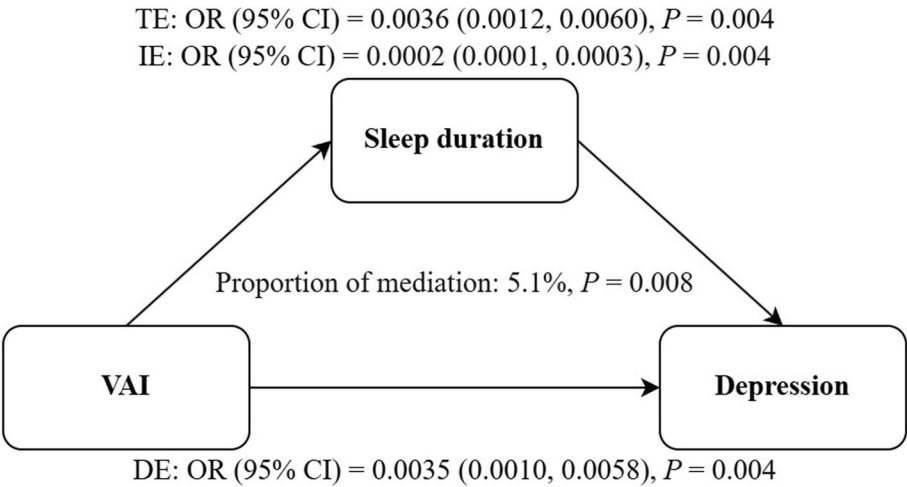 TE: OR (95% CI) = 0.0036 (0.0012, 0.0060), P = 0.004
IE: OR (95% CI) = 0.0002 (0.0001, 0.0003), P = 0.004
Sleep duration
Proportion of mediation: 5.1%, P = 0.008
VAI
Depression
DE: OR (95% CI) = 0.0035 (0.0010, 0.0058), P = 0.004